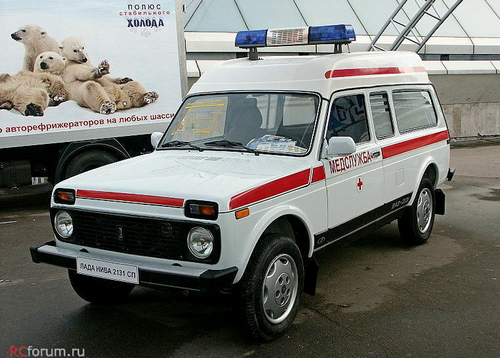 ПОЛЮС
стабильного
ХОЛОДА
авторефрижераторов на любых шасси
МЕДСЛУЖБА
ЛАДА НИВА 2131 СП
RCforum.ru